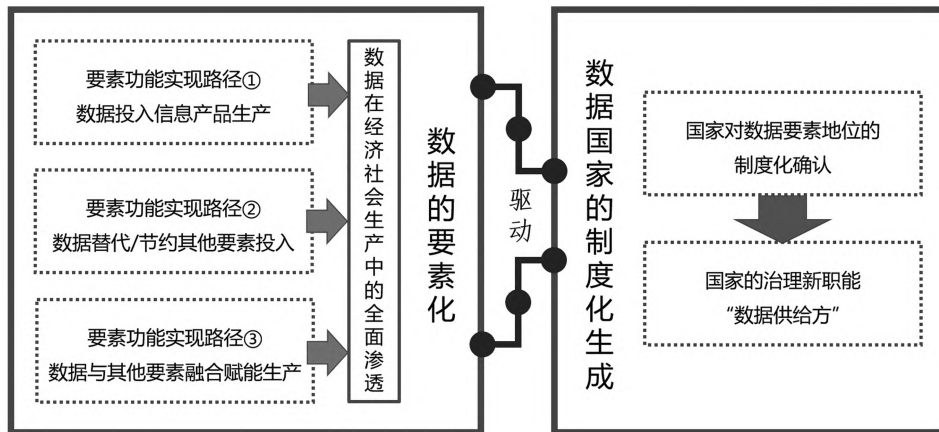 要素功能实现路径①
数据投入信息产品生产
要素功能实现路径②
数据替代/节约其他要素投入
要素功能实现路径③
数据与其他要素融合赋能生产
数据在经济社会生产中的全面渗透
数据的要素化
驱动
数据国家的制度化生成
国家对数据要素地位的
制度化确认
国家的治理新职能
“数据供给方”